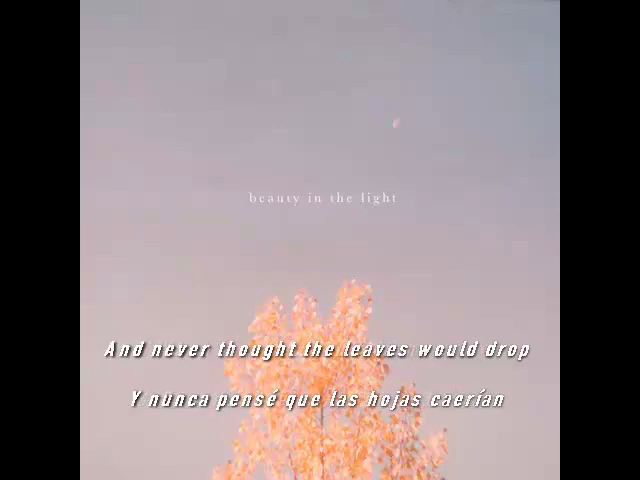 beauty in the light
And never thought the leaves would drop
Y nunca pensé que las hojas caerían